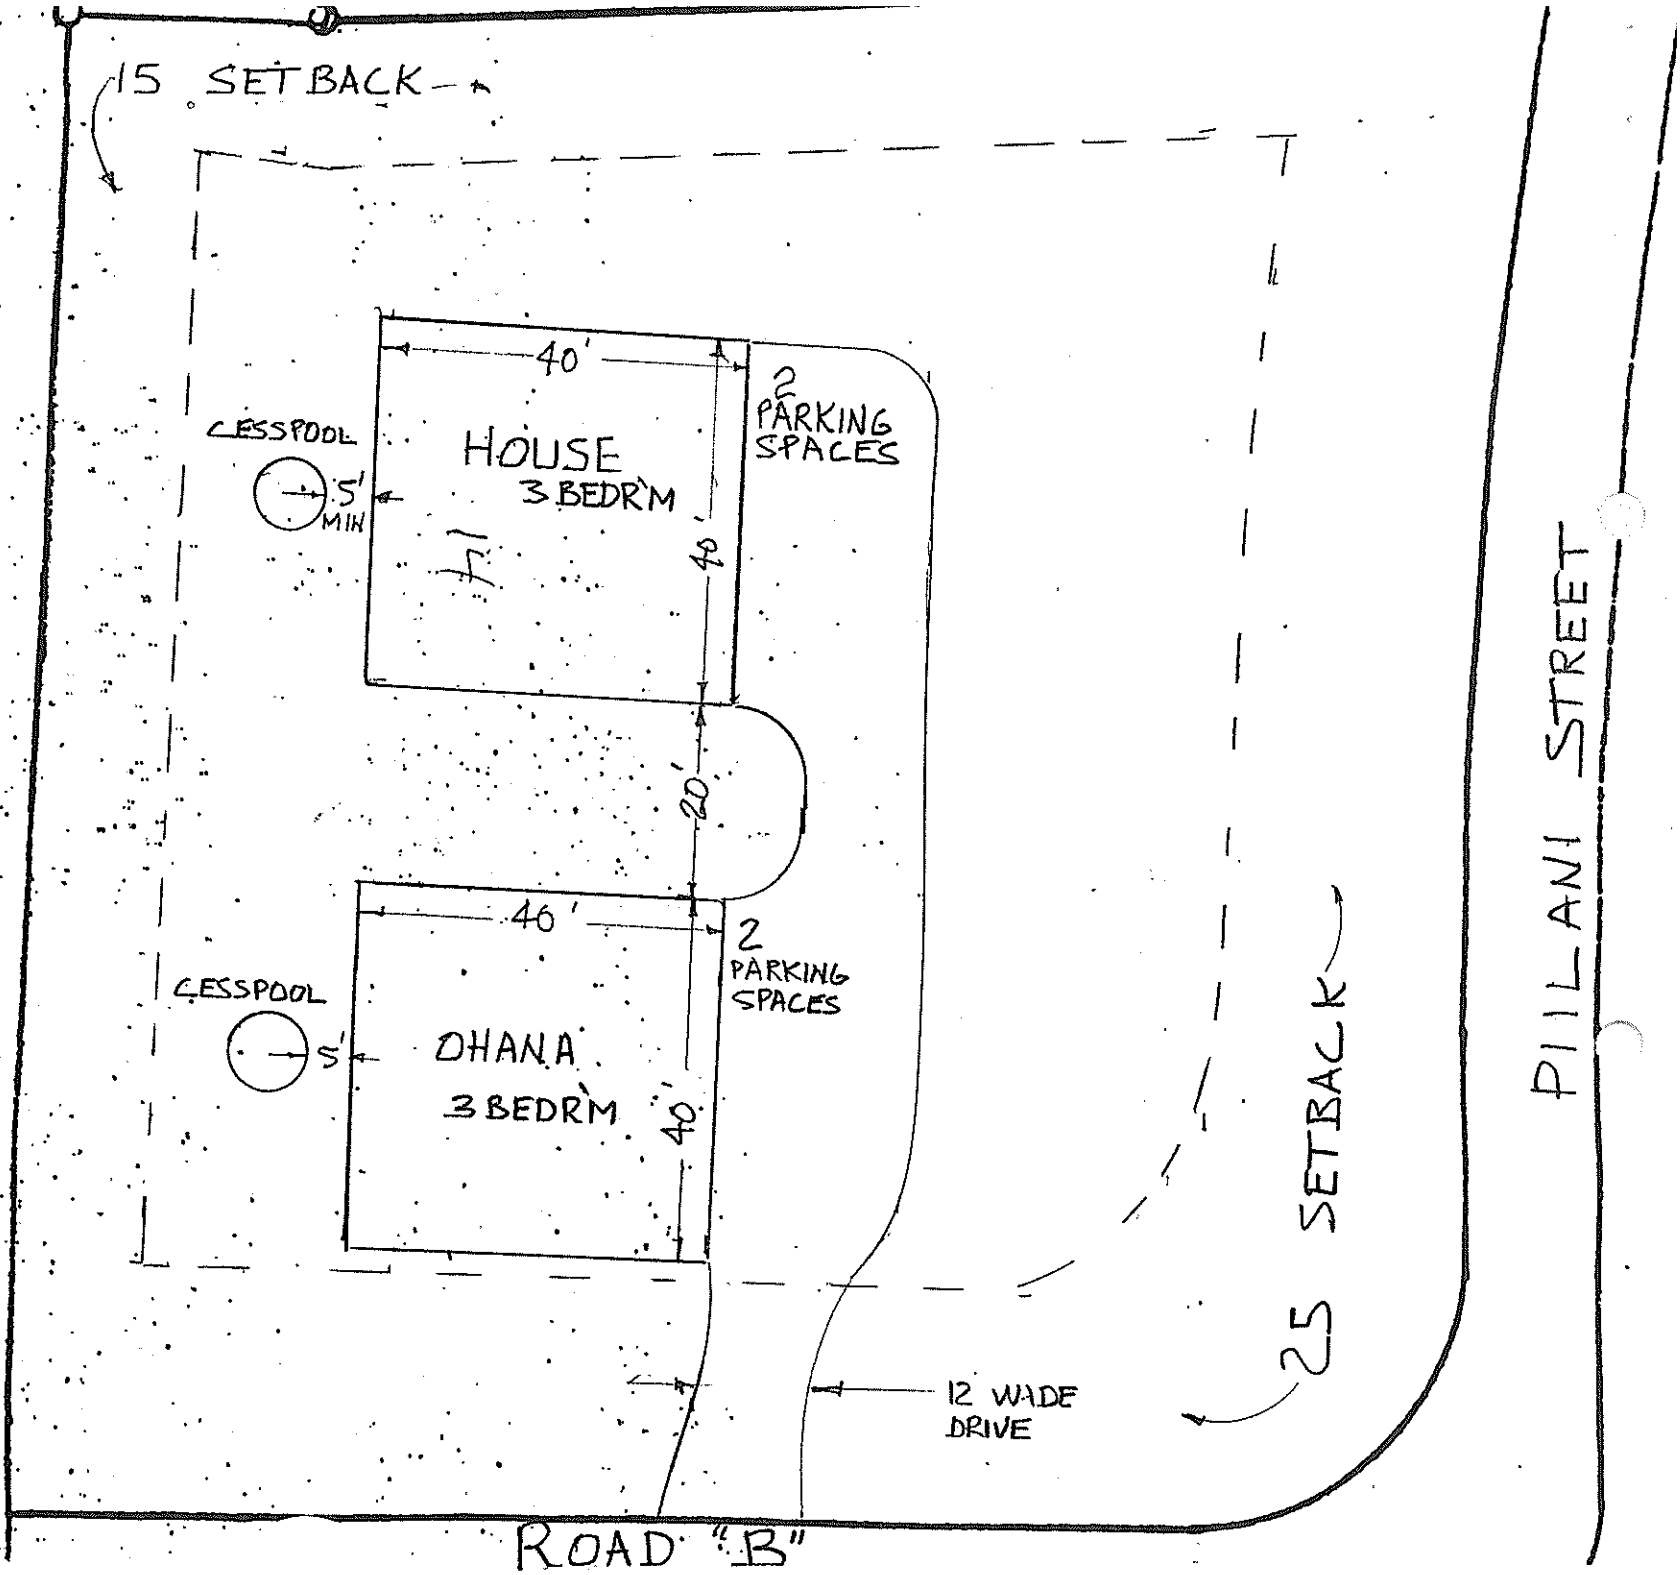 15 SETBACK
40'
2
PARKING
SPACES
CESSPOOL
HOUSE
3 BEDR'M
5'
MIN
40'
20'
40'
2
PARKING
SPACES
CESSPOOL
5'
OHANA
3 BEDR'M
40'
25 SETBACK
PIILANI STREET
12 WIDE
DRIVE
ROAD "B"